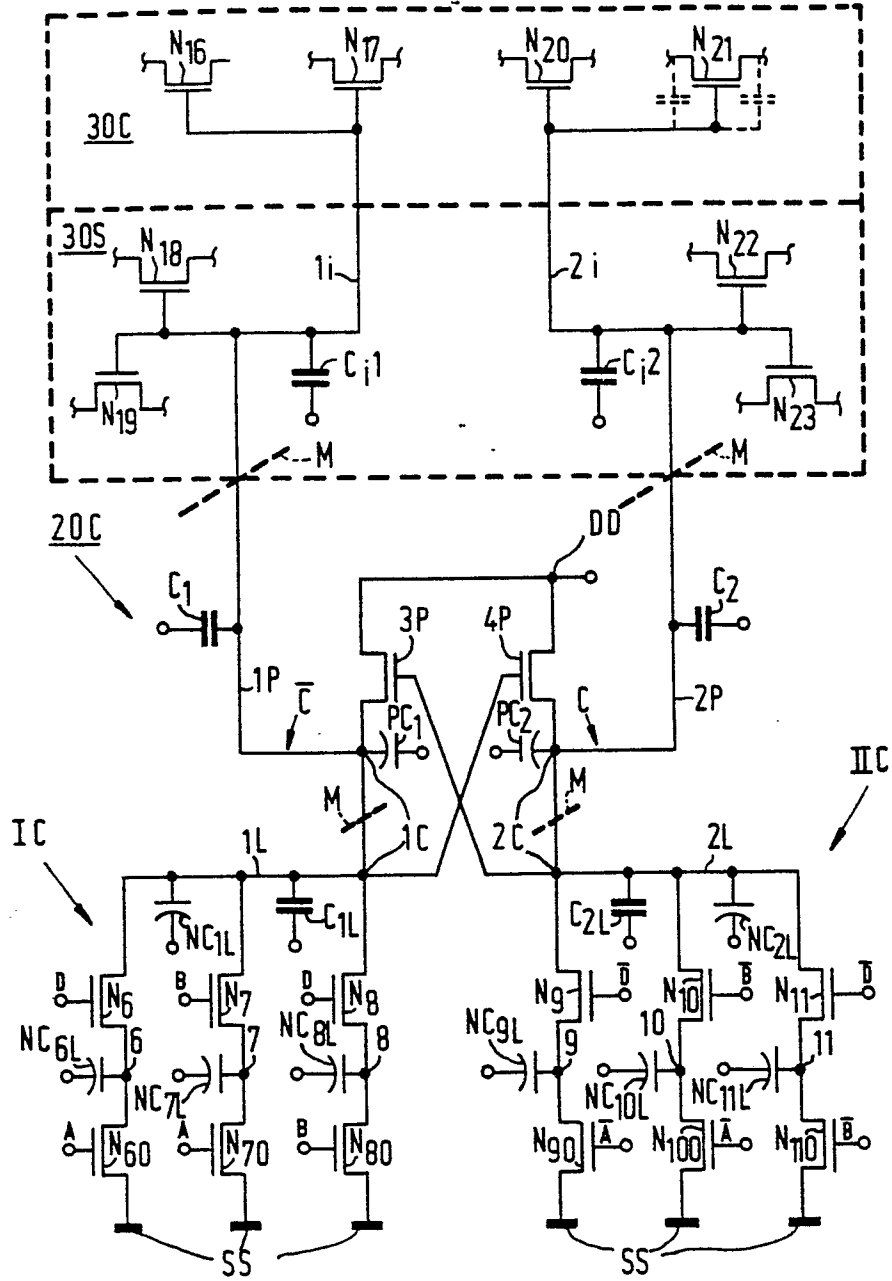 N16 N17 N20 N21
30C
30S N18 N22
1i 2i
Ci1 Ci2
N19 N23
M M
20C DD
C1 C2
3P 4P
1P C̅ PC1 PC2 C 2P
M M
1C 2C
IC IIC
1L 2L
NC1L C1L C2L NC2L
D N6 B N7 D N8 N9 D̅ N10 B̅ N11 D̅
NC6L 6 NC7L 7 NC8L 8 NC9L 9 NC10L 10 NC11L 11
A N60 A̅ N70 B N80 N90 A̅ N100 A̅ N110 B̅
SS SS